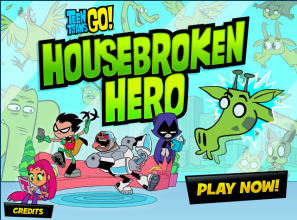 TEEN
TITANS GO!
HOUSEBROKEN
HERO
PLAY NOW!
CREDITS